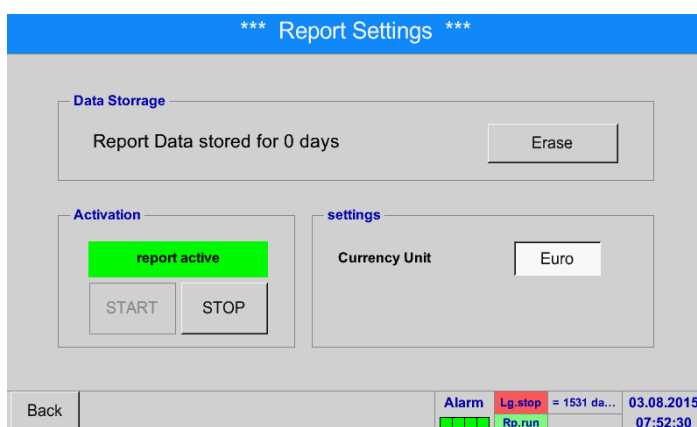 *** Report Settings ***
Data Storrage
Report Data stored for 0 days
Erase
Activation
report active
START
STOP
settings
Currency Unit
Euro
Back
Alarm
Lg.stop
= 1531 da...
03.08.2015
Rp.run
07:52:30